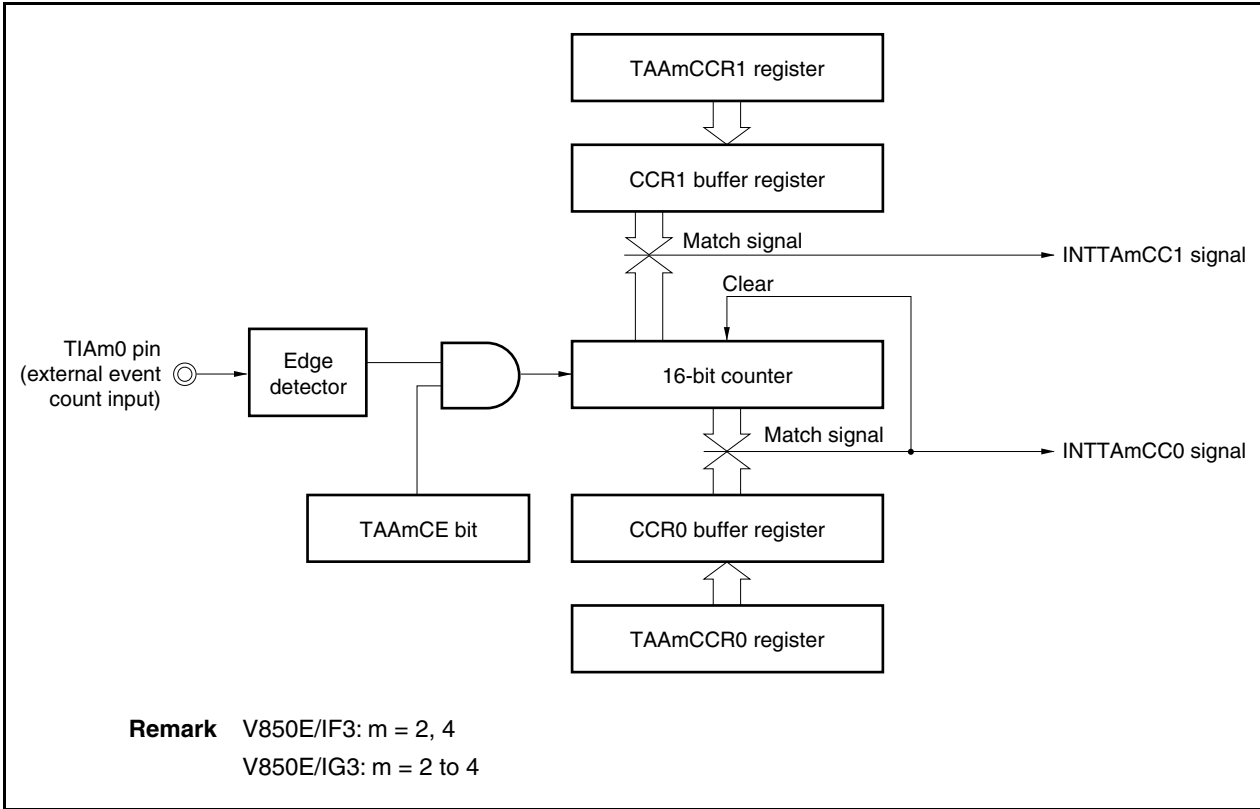 TAAmCCR1 register
CCR1 buffer register
Match signal
INTTAmCC1 signal
Clear
TIAm0 pin
(external event
count input)
Edge
detector
16-bit counter
Match signal
INTTAmCC0 signal
TAAmCE bit
CCR0 buffer register
TAAmCCR0 register
Remark V850E/IF3: m = 2, 4
V850E/IG3: m = 2 to 4